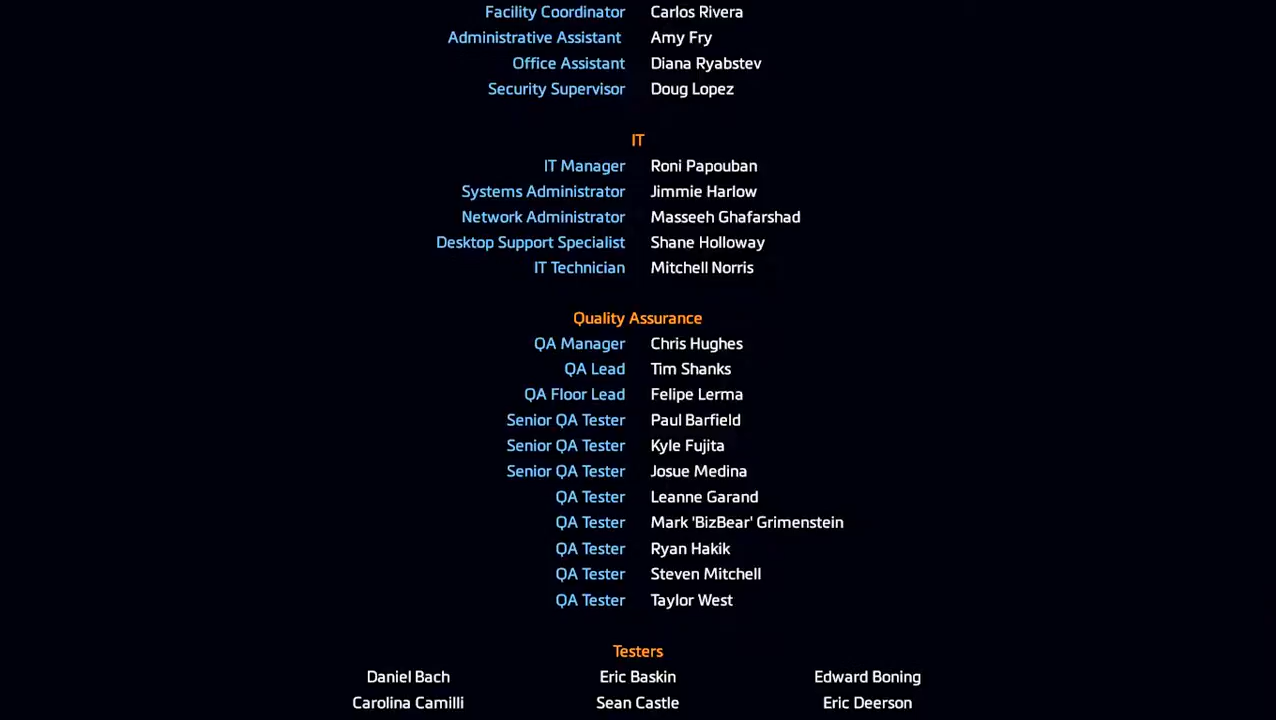 Facility Coordinator Carlos Rivera
Administrative Assistant Amy Fry
Office Assistant Diana Ryabstev
Security Supervisor Doug Lopez
IT
IT Manager Roni Papouban
Systems Administrator Jimmie Harlow
Network Administrator Masseeh Ghafarshad
Desktop Support Specialist Shane Holloway
IT Technician Mitchell Norris
Quality Assurance
QA Manager Chris Hughes
QA Lead Tim Shanks
QA Floor Lead Felipe Lerma
Senior QA Tester Paul Barfield
Senior QA Tester Kyle Fujita
Senior QA Tester Josue Medina
QA Tester Leanne Garand
QA Tester Mark 'BizBear' Grimenstein
QA Tester Ryan Hakik
QA Tester Steven Mitchell
QA Tester Taylor West
Testers
Daniel Bach Eric Baskin Edward Boning
Carolina Camilli Sean Castle Eric Deerson